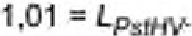 1,01 = L_PstHV.